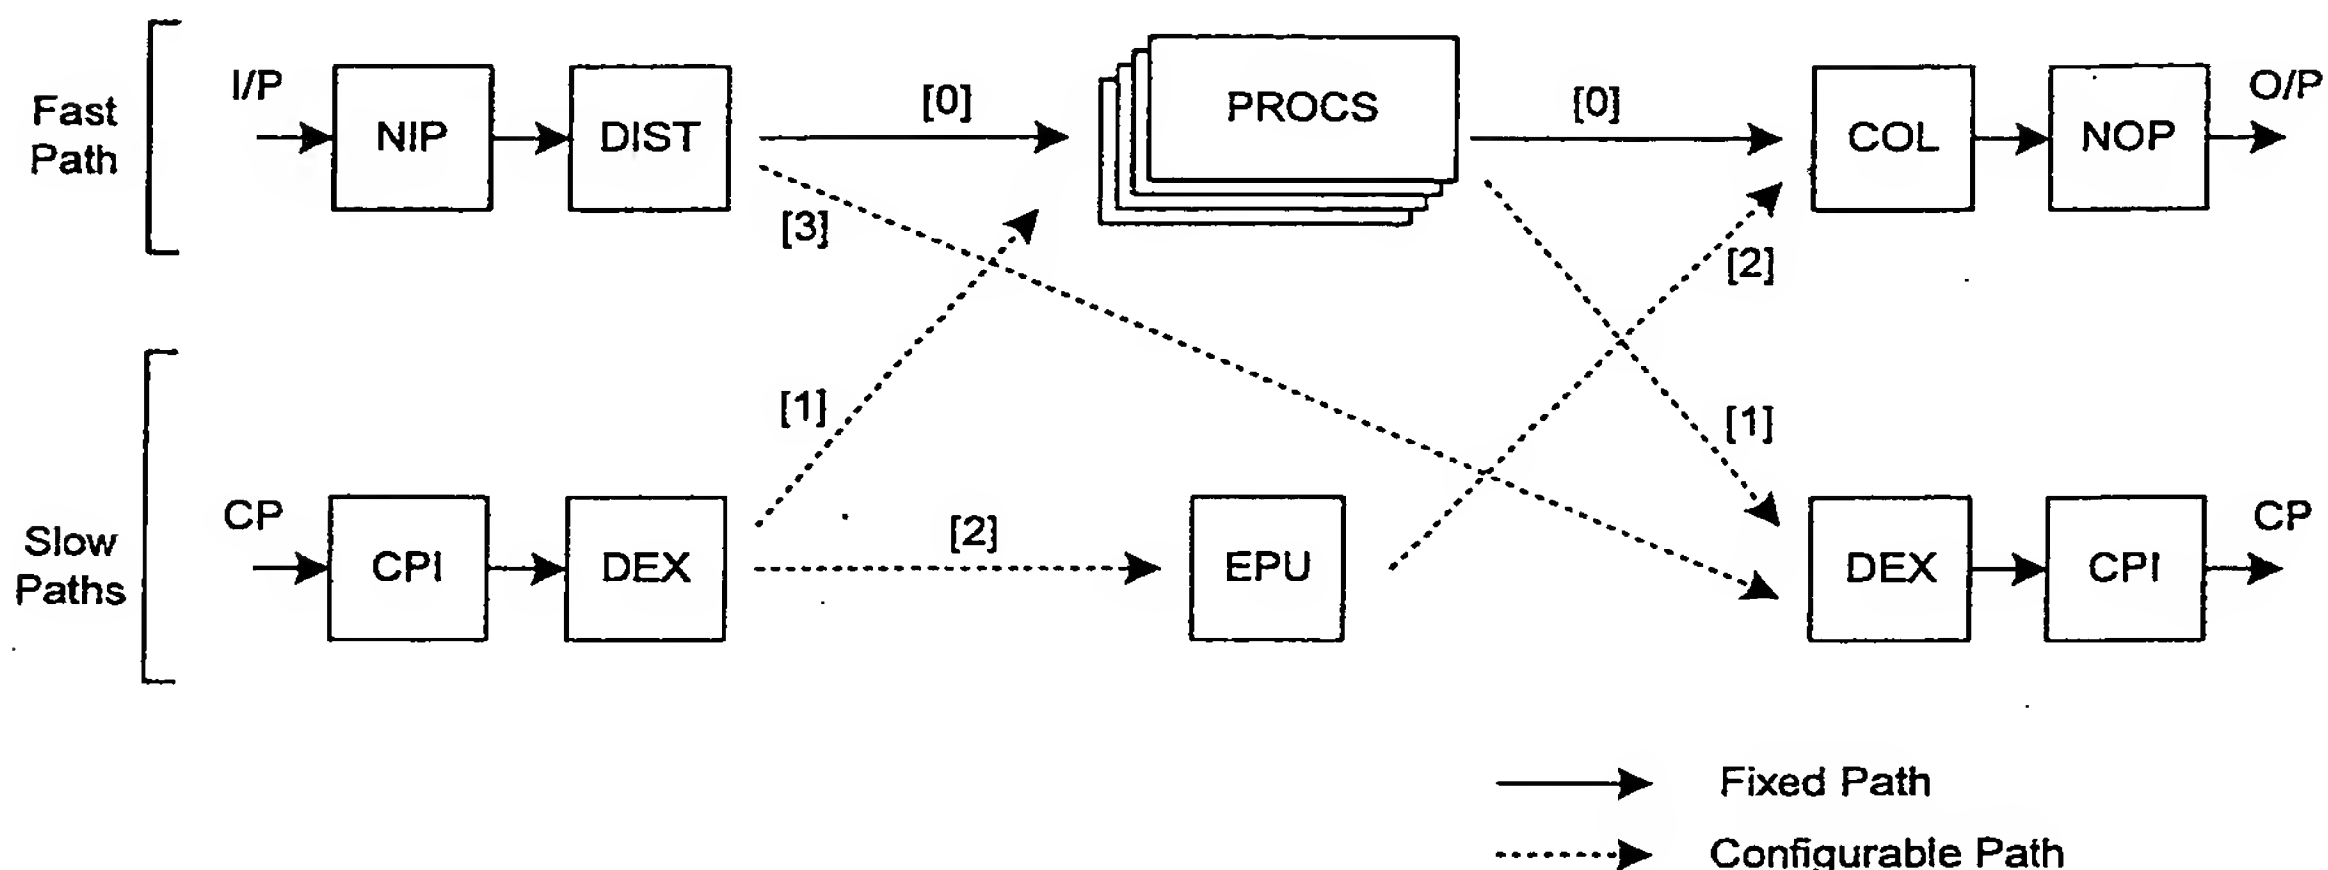 Fast
Path
I/P
NIP
DIST
[0]
PROCS
[0]
COL
NOP
O/P
[3]
[2]
[1]
[1]
Slow
Paths
CP
CPI
DEX
[2]
EPU
DEX
CPI
CP
Fixed Path
Configurable Path